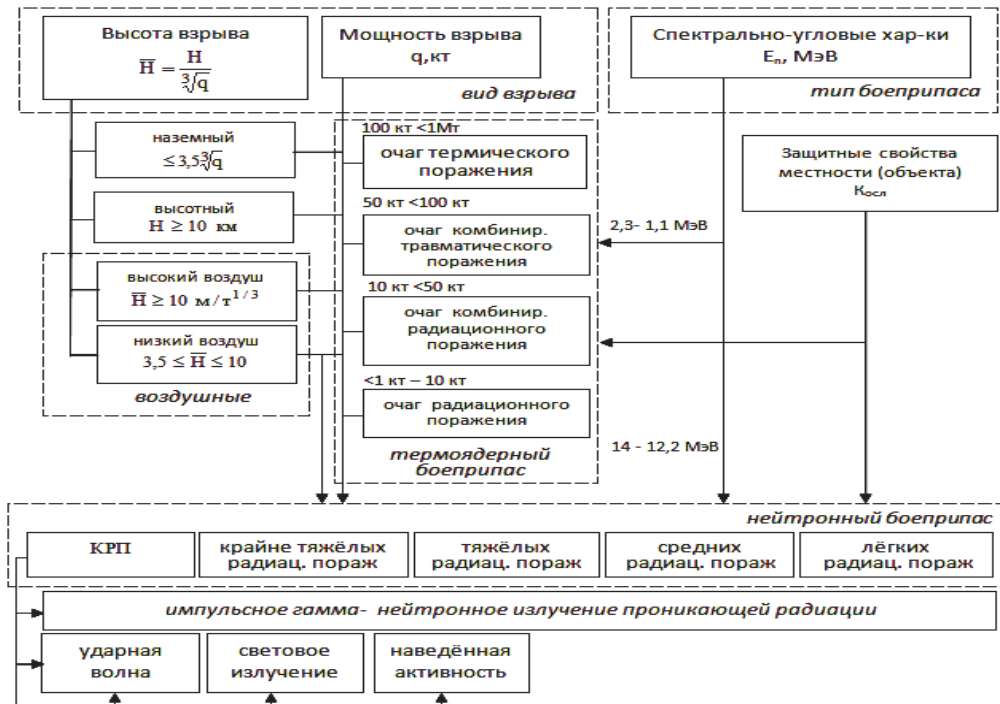 Высота взрыва
H̅ = H / ∛q
Мощность взрыва
q,кт
вид взрыва
Спектрально-угловые хар-ки
Eₙ, МэВ
тип боеприпаса
наземный
≤ 3,5∛q
высотный
H ≥ 10 км
высокий воздуш
H̅ ≥ 10 м/т^1/3
низкий воздуш
3,5 ≤ H̅ ≤ 10
воздушные
100 кт <1Мт
очаг термического
поражения
50 кт <100 кт
очаг комбинир.
травматического
поражения
10 кт <50 кт
очаг комбинир.
радиационного
поражения
<1 кт – 10 кт
очаг радиационного
поражения
термоядерный
боеприпас
2,3- 1,1 МэВ
14 - 12,2 МэВ
Защитные свойства
местности (объекта)
Kосл
нейтронный боеприпас
КРП
крайне тяжёлых
радиац. пораж
тяжёлых
радиац. пораж
средних
радиац. пораж
лёгких
радиац. пораж
импульсное гамма- нейтронное излучение проникающей радиации
ударная
волна
световое
излучение
наведённая
активность